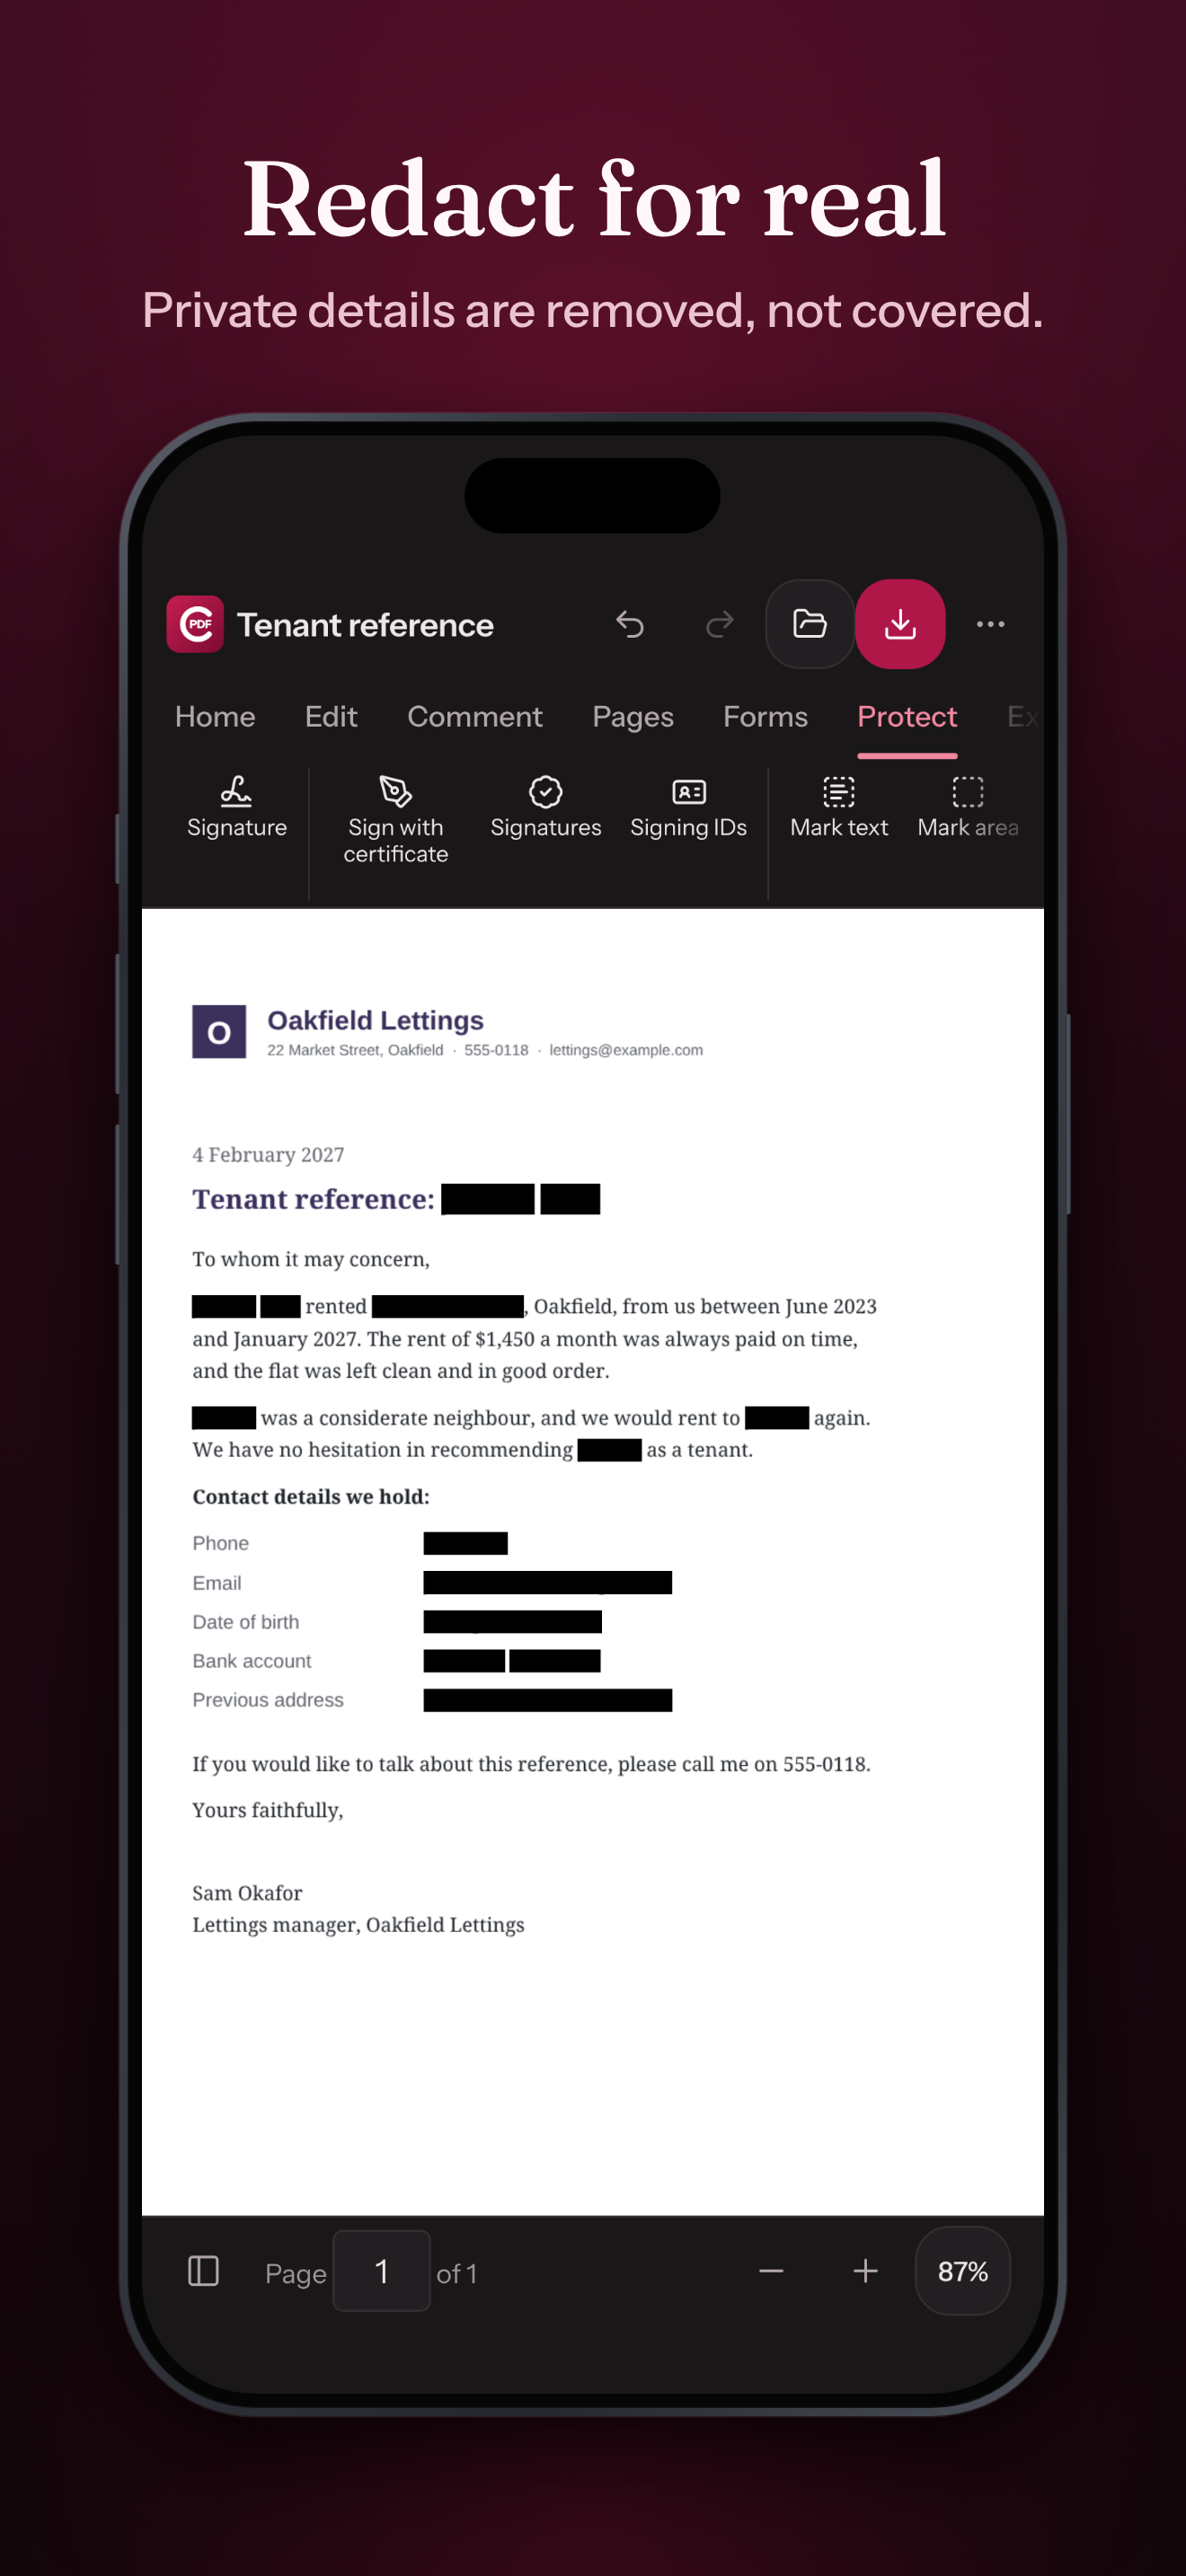 Redact for real
Private details are removed, not covered.
C PDF Tenant reference
Home Edit Comment Pages Forms Protect Ex
Signature Sign with certificate Signatures Signing IDs Mark text Mark area
O Oakfield Lettings
22 Market Street, Oakfield · 555-0118 · lettings@example.com
4 February 2027
Tenant reference:
To whom it may concern,
rented , Oakfield, from us between June 2023
and January 2027. The rent of $1,450 a month was always paid on time,
and the flat was left clean and in good order.
was a considerate neighbour, and we would rent to again.
We have no hesitation in recommending as a tenant.
Contact details we hold:
Phone
Email
Date of birth
Bank account
Previous address
If you would like to talk about this reference, please call me on 555-0118.
Yours faithfully,
Sam Okafor
Lettings manager, Oakfield Lettings
Page 1 of 1 87%